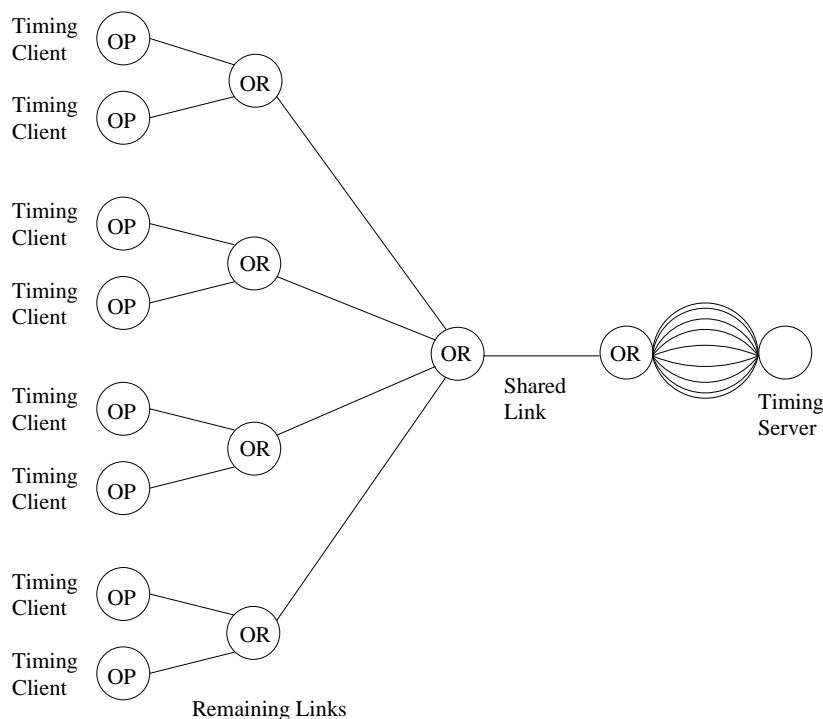 Timing
Client
OP
OR
Timing
Client
OP
Timing
Client
OP
OR
Timing
Client
OP
OR
OR
Shared
Link
Timing
Server
Timing
Client
OP
OR
Timing
Client
OP
Timing
Client
OP
OR
Timing
Client
OP
Remaining Links